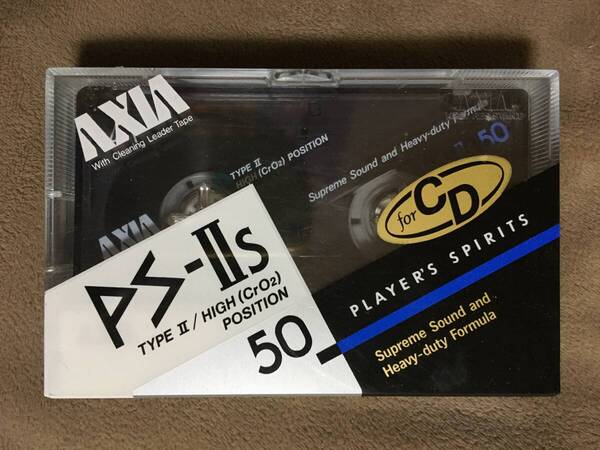 AXIA
With Cleaning Leader Tape
TYPE II
HIGH (CrO2) POSITION
Supreme Sound and Heavy-duty Formula
50
AXIA
for CD
PS-IIs
TYPE II / HIGH (CrO2)
POSITION
50
PLAYER'S SPIRITS
Supreme Sound and
Heavy-duty Formula